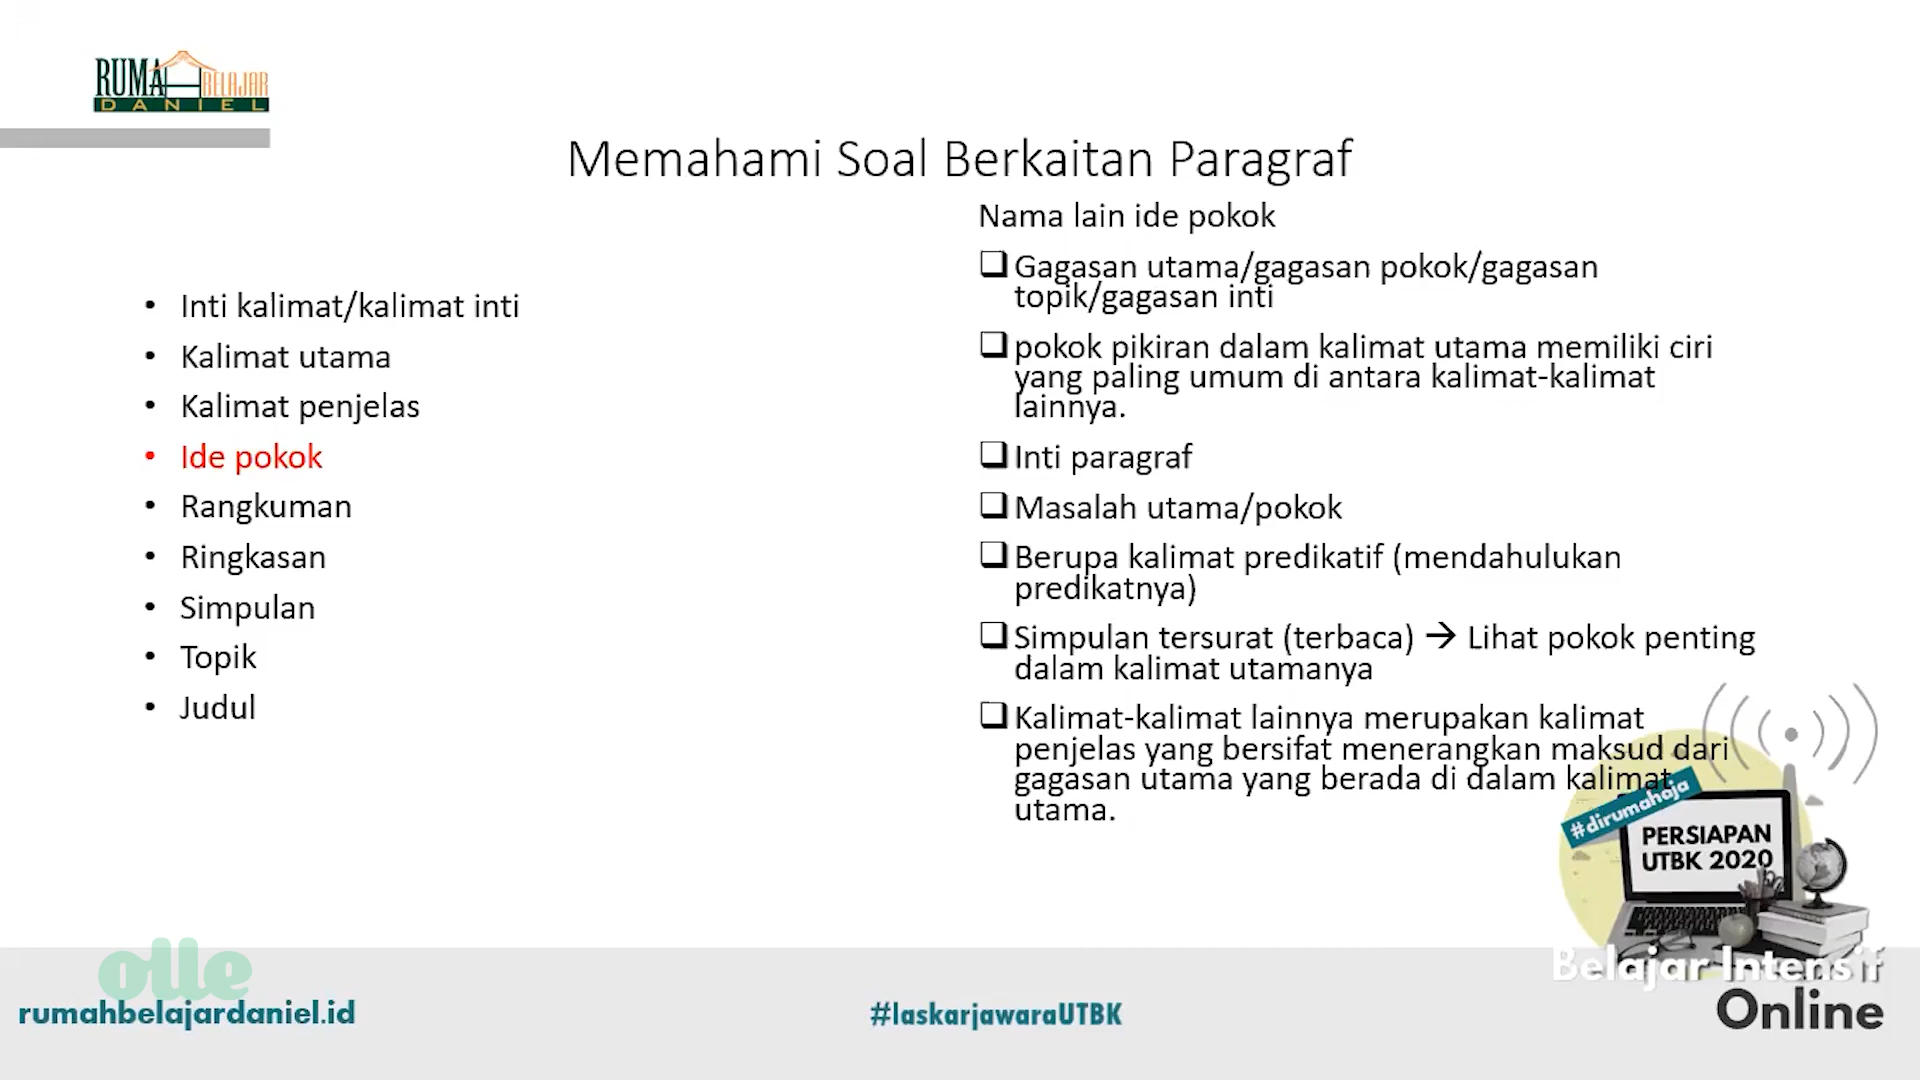 RUMA BELAJAR
DANIEL
Memahami Soal Berkaitan Paragraf
• Inti kalimat/kalimat inti
• Kalimat utama
• Kalimat penjelas
• Ide pokok
• Rangkuman
• Ringkasan
• Simpulan
• Topik
• Judul
Nama lain ide pokok
❑ Gagasan utama/gagasan pokok/gagasan
topik/gagasan inti
❑ pokok pikiran dalam kalimat utama memiliki ciri
yang paling umum di antara kalimat-kalimat
lainnya.
❑ Inti paragraf
❑ Masalah utama/pokok
❑ Berupa kalimat predikatif (mendahulukan
predikatnya)
❑ Simpulan tersurat (terbaca) → Lihat pokok penting
dalam kalimat utamanya
❑ Kalimat-kalimat lainnya merupakan kalimat
penjelas yang bersifat menerangkan maksud dari
gagasan utama yang berada di dalam kalimat
utama.
#dirumahaja
PERSIAPAN
UTBK 2020
Belajar Intensif
Online
olle
rumahbelajardaniel.id
#laskarjawaraUTBK